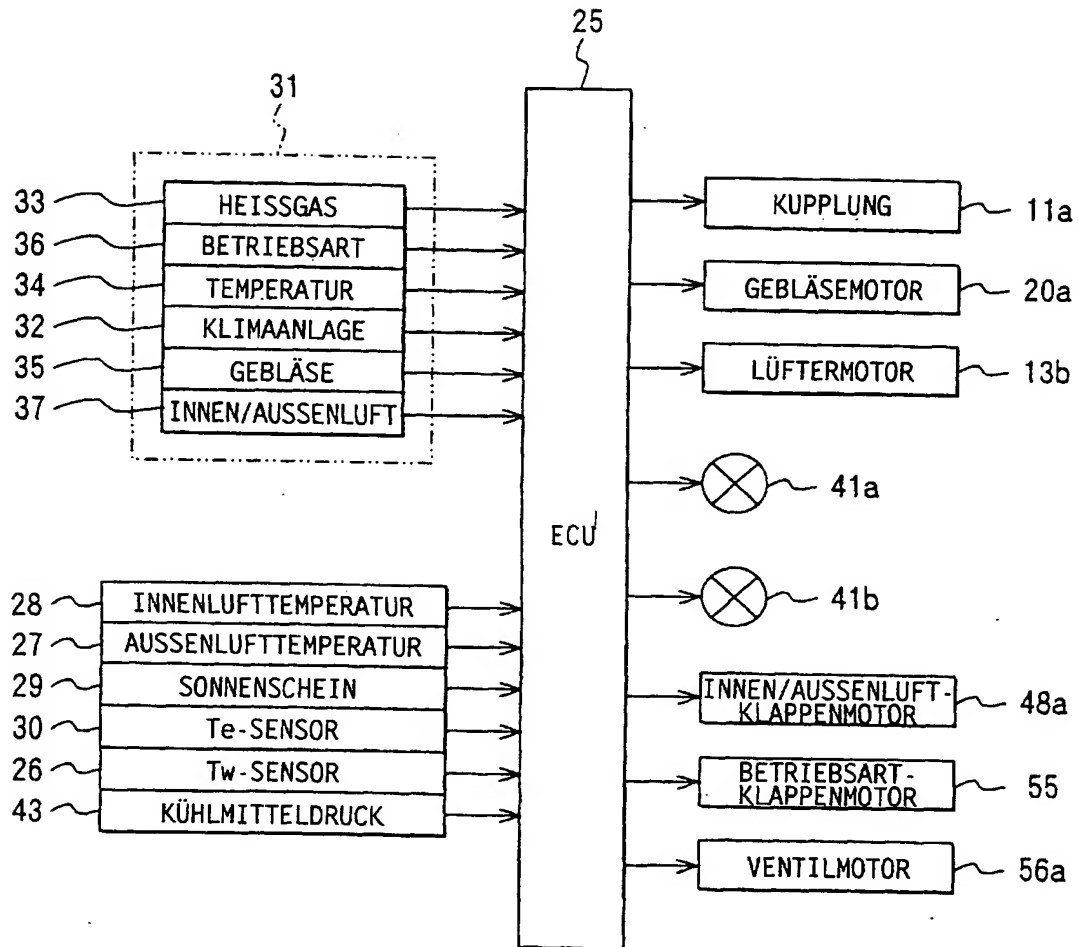 25
31
33 HEISSGAS
36 BETRIEBSART
34 TEMPERATUR
32 KLIMAANLAGE
35 GEBLÄSE
37 INNEN/AUSSENLUFT
28 INNENLUFTTEMPERATUR
27 AUSSENLUFTTEMPERATUR
29 SONNENSCHEIN
30 Te-SENSOR
26 Tw-SENSOR
43 KÜHLMITTELDRUCK
ECU
KUPPLUNG 11a
GEBLÄSEMOTOR 20a
LÜFTERMOTOR 13b
41a
41b
INNEN/AUSSENLUFT-
KLAPPENMOTOR 48a
BETRIEBSART-
KLAPPENMOTOR 55
VENTILMOTOR 56a